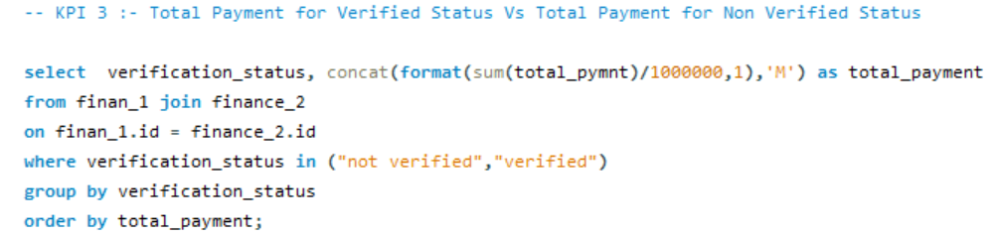 -- KPI 3 :- Total Payment for Verified Status Vs Total Payment for Non Verified Status
select  verification_status, concat(format(sum(total_pymnt)/1000000,1),'M') as total_payment
from finan_1 join finance_2
on finan_1.id = finance_2.id
where verification_status in ("not verified","verified")
group by verification_status
order by total_payment;